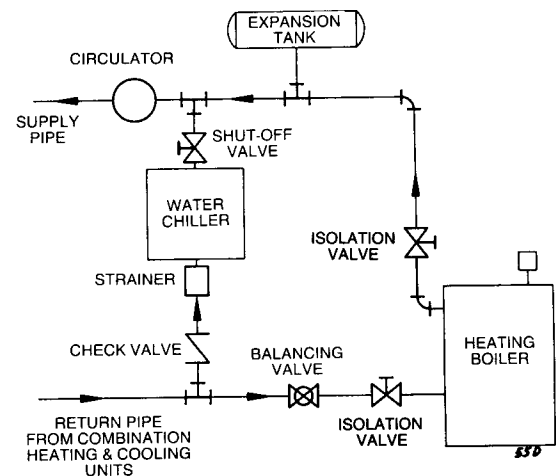 EXPANSION
TANK
CIRCULATOR
SUPPLY
PIPE
SHUT-OFF
VALVE
WATER
CHILLER
ISOLATION
VALVE
STRAINER
HEATING
BOILER
CHECK VALVE
BALANCING
VALVE
RETURN PIPE
FROM COMBINATION
HEATING & COOLING
UNITS
ISOLATION
VALVE